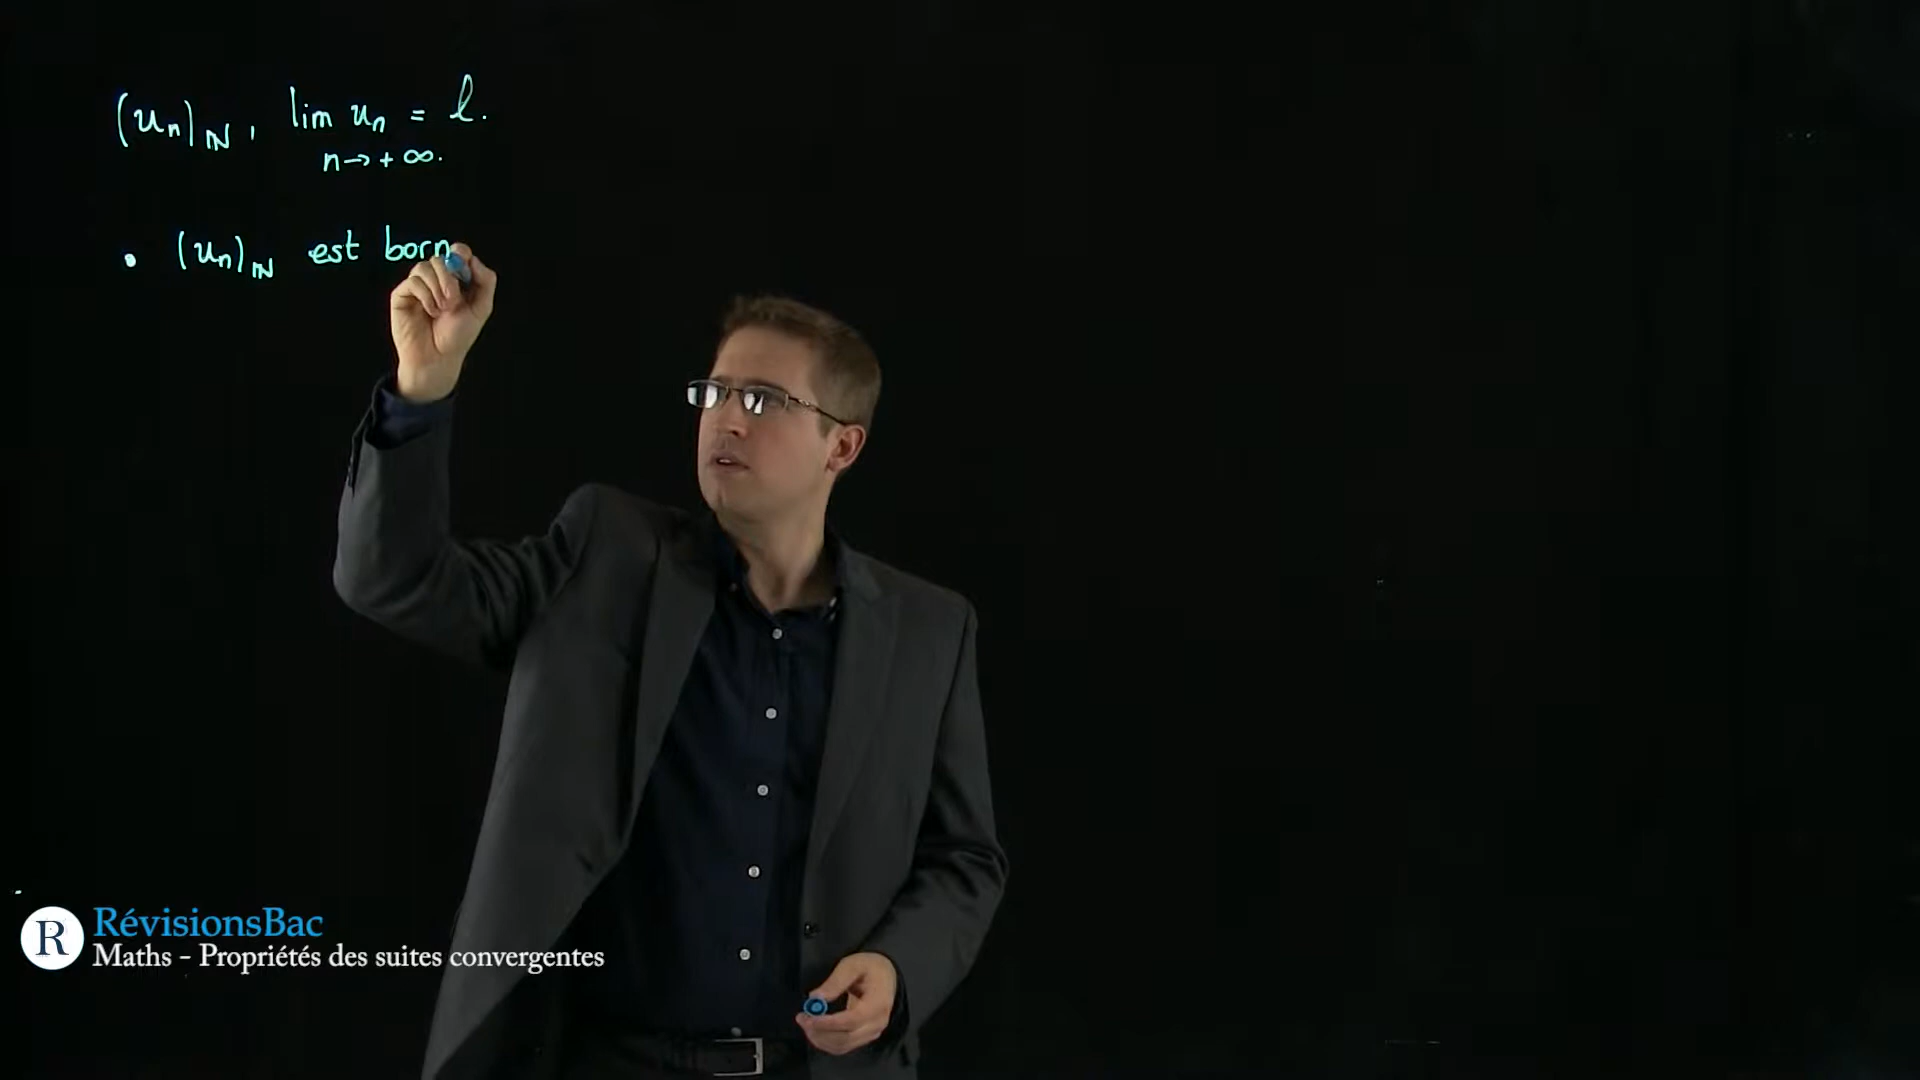 (uₙ)ℕ, lim uₙ = l.
n→+∞.
• (uₙ)ℕ est born
R RévisionsBac
Maths – Propriétés des suites convergentes